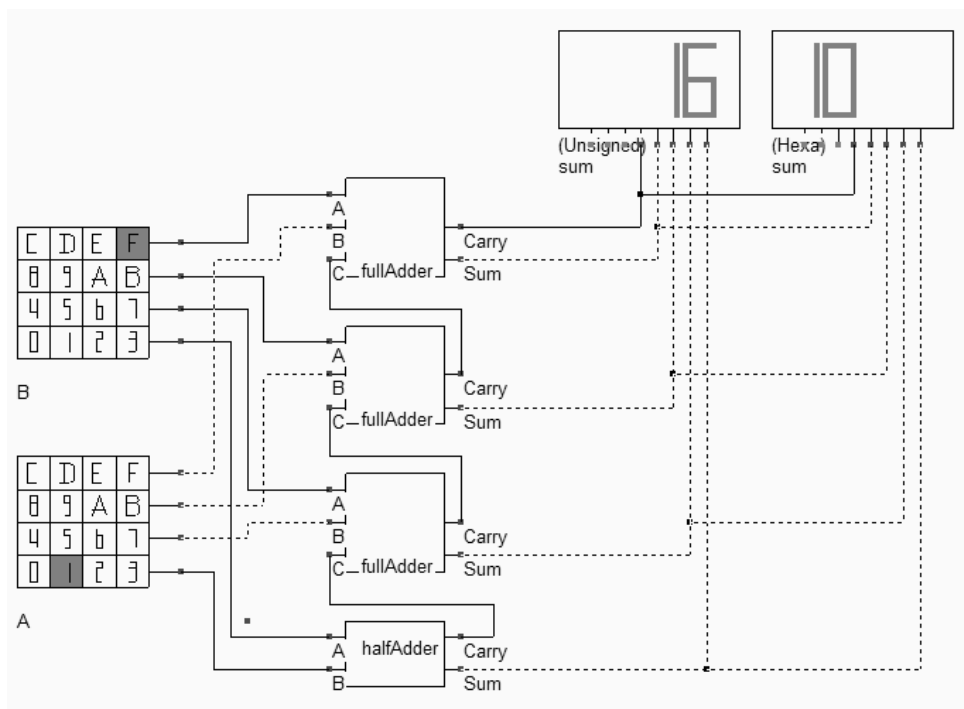 16 10
(Unsigned) (Hexa)
sum sum
A
B Carry
C fullAdder Sum
C D E F
8 9 A B
4 5 6 7
0 1 2 3
B
A
B Carry
C fullAdder Sum
C D E F
8 9 A B
4 5 6 7
0 1 2 3
A
A
B Carry
C fullAdder Sum
A halfAdder Carry
B Sum